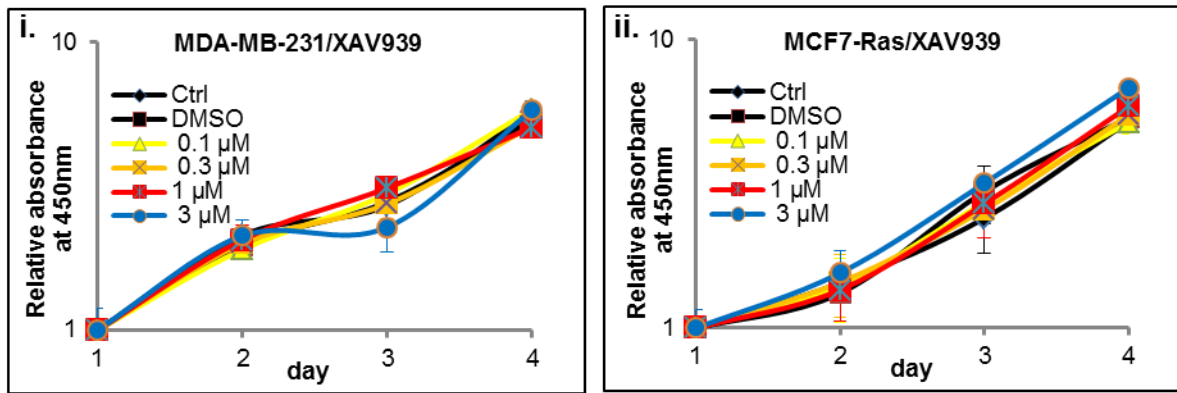 i.
MDA-MB-231/XAV939
10
Ctrl
DMSO
0.1 µM
0.3 µM
1 µM
3 µM
Relative absorbance
at 450nm
1
1 2 3 4
day
ii.
MCF7-Ras/XAV939
10
Ctrl
DMSO
0.1 µM
0.3 µM
1 µM
3 µM
Relative absorbance
at 450nm
1
1 2 3 4
day